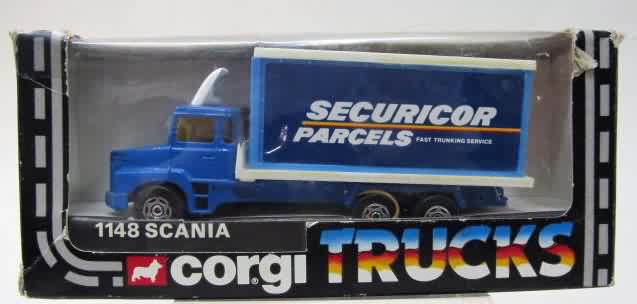 SECURICOR
PARCELS FAST TRUNKING SERVICE
1148 SCANIA
CORGI TRUCKS